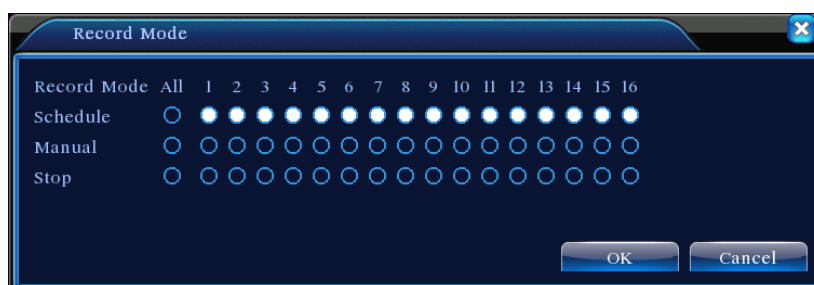 Record Mode
Record Mode All 1 2 3 4 5 6 7 8 9 10 11 12 13 14 15 16
Schedule
Manual
Stop
OK Cancel